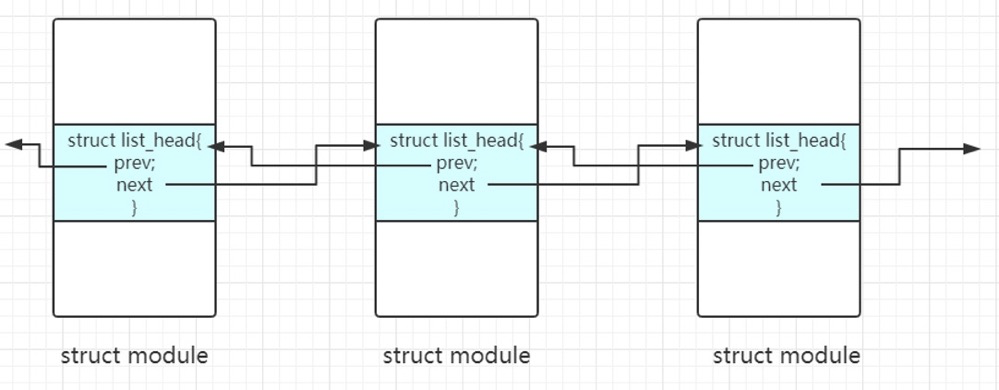 struct list_head{
prev;
next
}
struct module
struct list_head{
prev;
next
}
struct module
struct list_head{
prev;
next
}
struct module